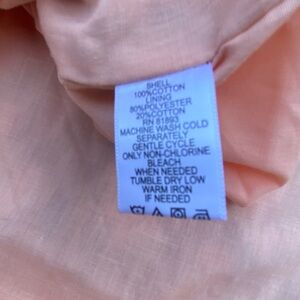 SHELL
100%COTTON
LINING
80%POLYESTER
20%COTTON
RN 81893
MACHINE WASH COLD
SEPARATELY
GENTLE CYCLE
ONLY NON-CHLORINE
BLEACH
WHEN NEEDED
TUMBLE DRY LOW
WARM IRON
IF NEEDED